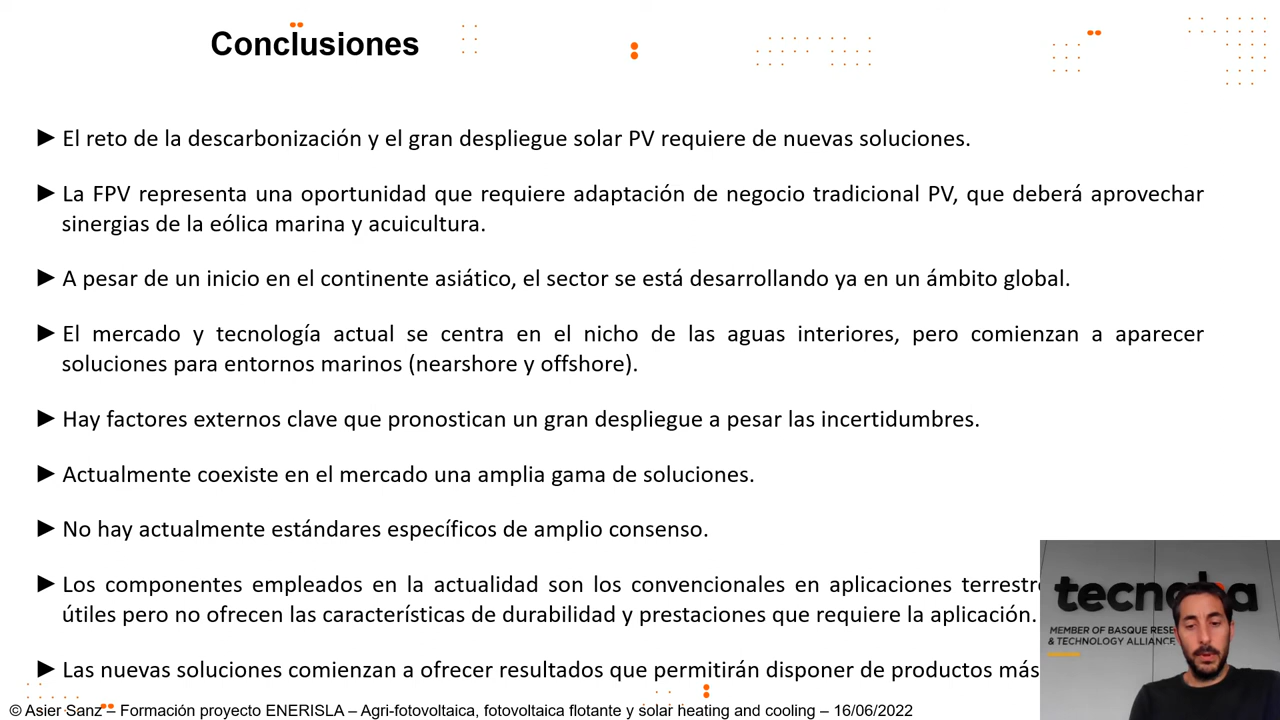 Conclusiones
► El reto de la descarbonización y el gran despliegue solar PV requiere de nuevas soluciones.
► La FPV representa una oportunidad que requiere adaptación de negocio tradicional PV, que deberá aprovechar
sinergias de la eólica marina y acuicultura.
► A pesar de un inicio en el continente asiático, el sector se está desarrollando ya en un ámbito global.
► El mercado y tecnología actual se centra en el nicho de las aguas interiores, pero comienzan a aparecer
soluciones para entornos marinos (nearshore y offshore).
► Hay factores externos clave que pronostican un gran despliegue a pesar las incertidumbres.
► Actualmente coexiste en el mercado una amplia gama de soluciones.
► No hay actualmente estándares específicos de amplio consenso.
► Los componentes empleados en la actualidad son los convencionales en aplicaciones
útiles pero no ofrecen las características de durabilidad y prestaciones que requiere la aplicación.
► Las nuevas soluciones comienzan a ofrecer resultados que permitirán disponer de productos más
MEMBER OF BASQUE
& TECHNOLOGY ALLIANCE
© Asier Sanz – Formación proyecto ENERISLA – Agri-fotovoltaica, fotovoltaica flotante y solar heating and cooling – 16/06/2022